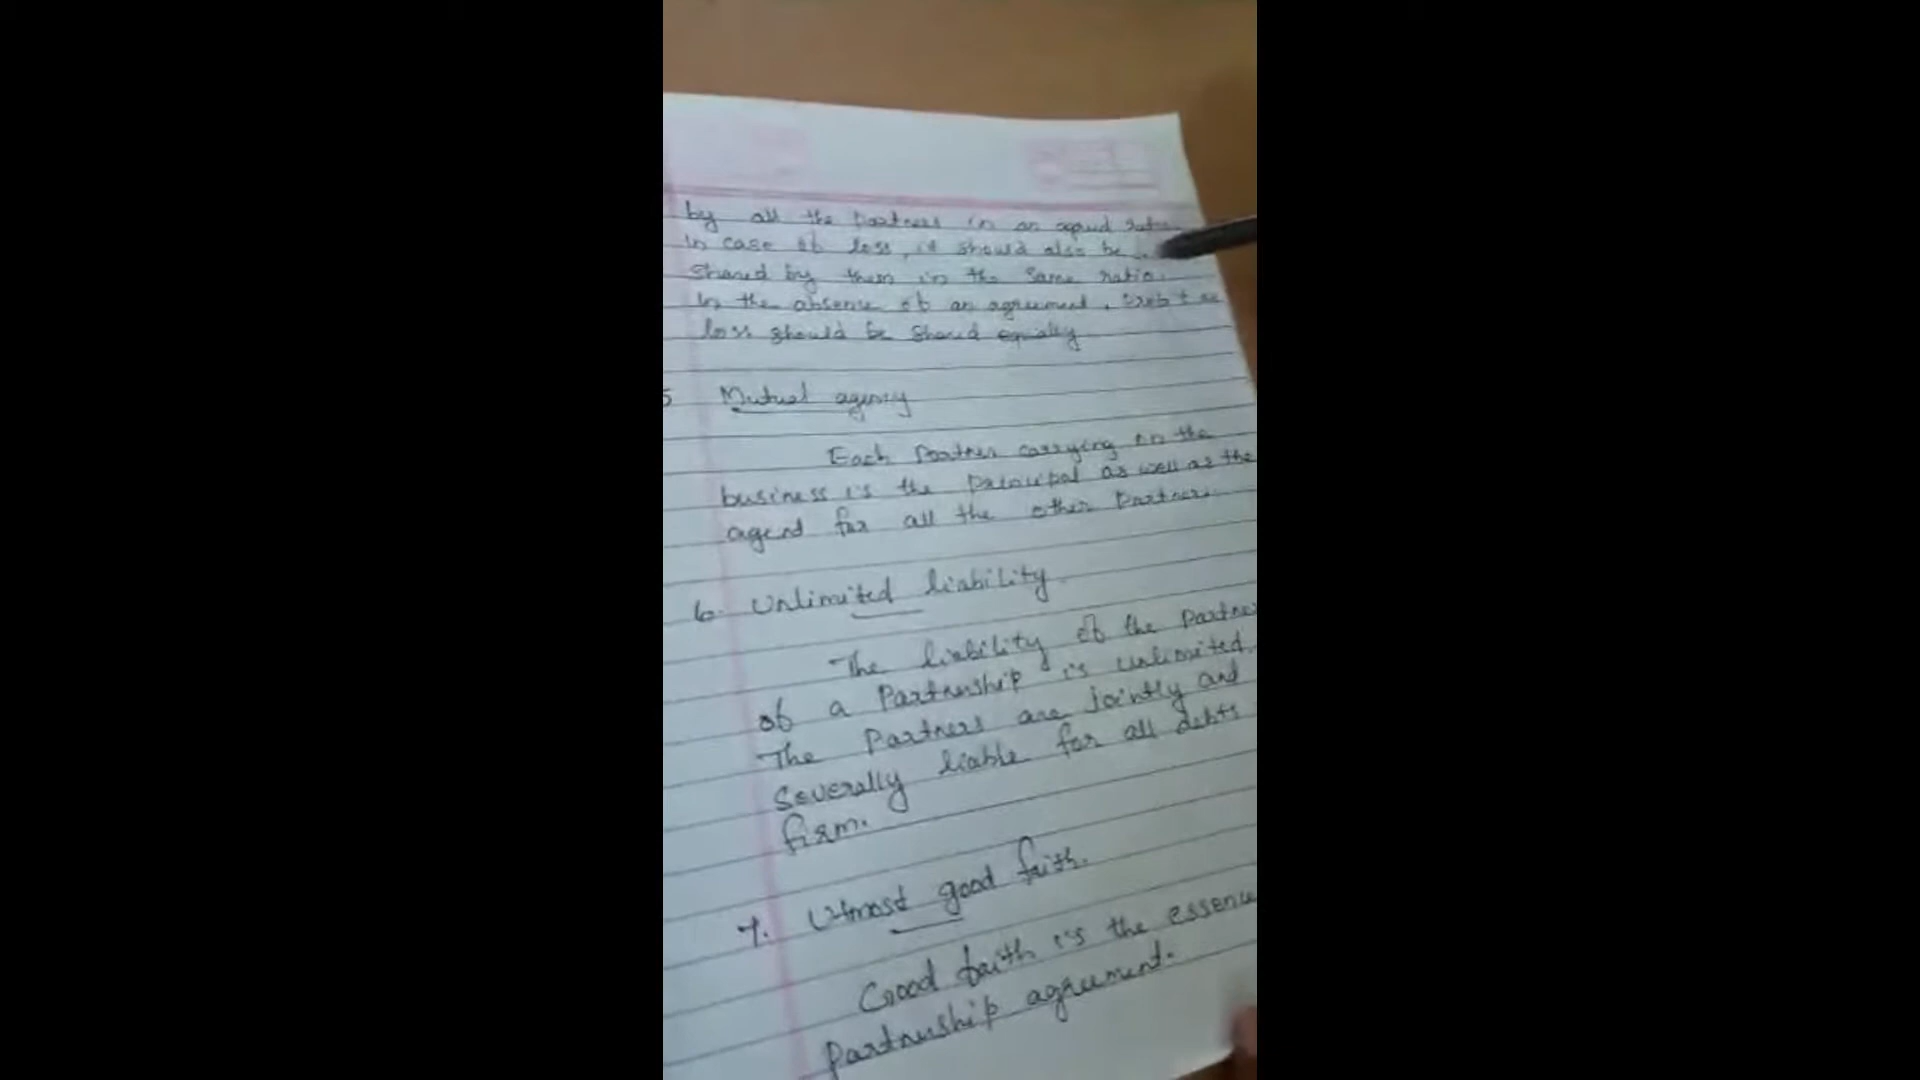 by all the partners in an agreed ratio
In case of loss, it should also be
shared by them in the same ratio.
In the absence of an agreement, profit or
loss should be shared equally
5 Mutual agency
Each Partner carrying on the
business is the principal as well as the
agent for all the other partners.
6. Unlimited liability.
The liability of the partner
of a partnership is unlimited.
The partners are jointly and
severally liable for all debts
firm.
7. Utmost good faith.
Good faith is the essence
partnership agreement.